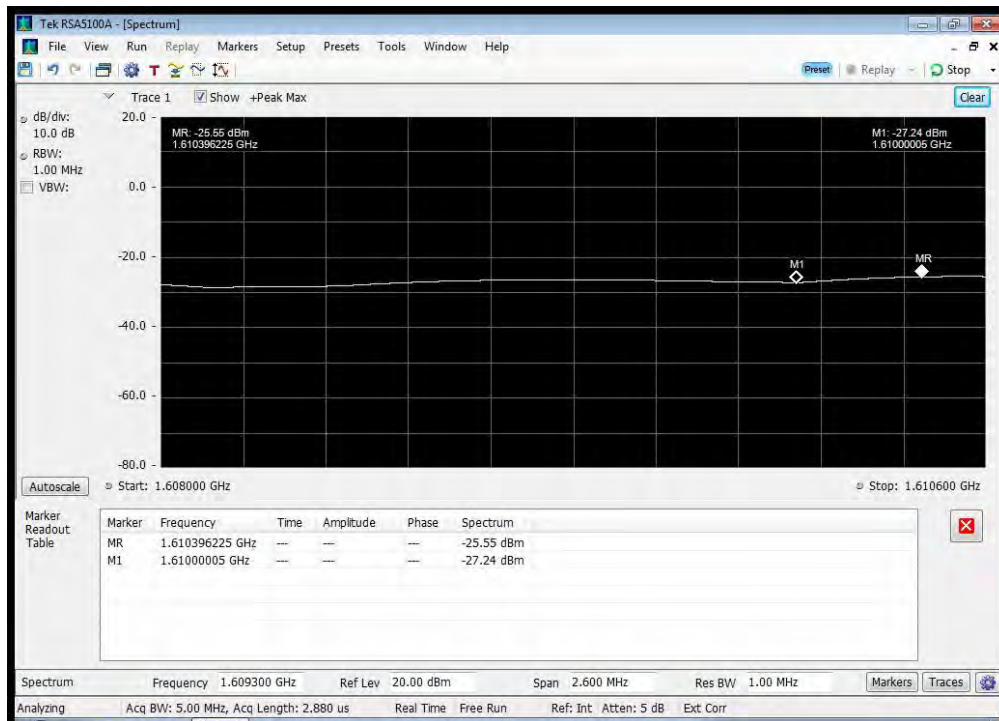 Tek RSA5100A - [Spectrum]
File View Run Replay Markers Setup Presets Tools Window Help
Preset Replay Stop
Trace 1 Show +Peak Max Clear
dB/div:
10.0 dB
RBW:
1.00 MHz
VBW:
20.0
0.0
-20.0
-40.0
-60.0
-80.0
MR: -25.55 dBm
1.610396225 GHz
M1: -27.24 dBm
1.61000005 GHz
M1
MR
Autoscale Start: 1.608000 GHz Stop: 1.610600 GHz
Marker
Readout
Table
Marker Frequency Time Amplitude Phase Spectrum
MR 1.610396225 GHz --- --- --- -25.55 dBm
M1 1.61000005 GHz --- --- --- -27.24 dBm
Spectrum Frequency 1.609300 GHz Ref Lev 20.00 dBm Span 2.600 MHz Res BW 1.00 MHz Markers Traces
Analyzing Acq BW: 5.00 MHz, Acq Length: 2.880 us Real Time Free Run Ref: Int Atten: 5 dB Ext Corr